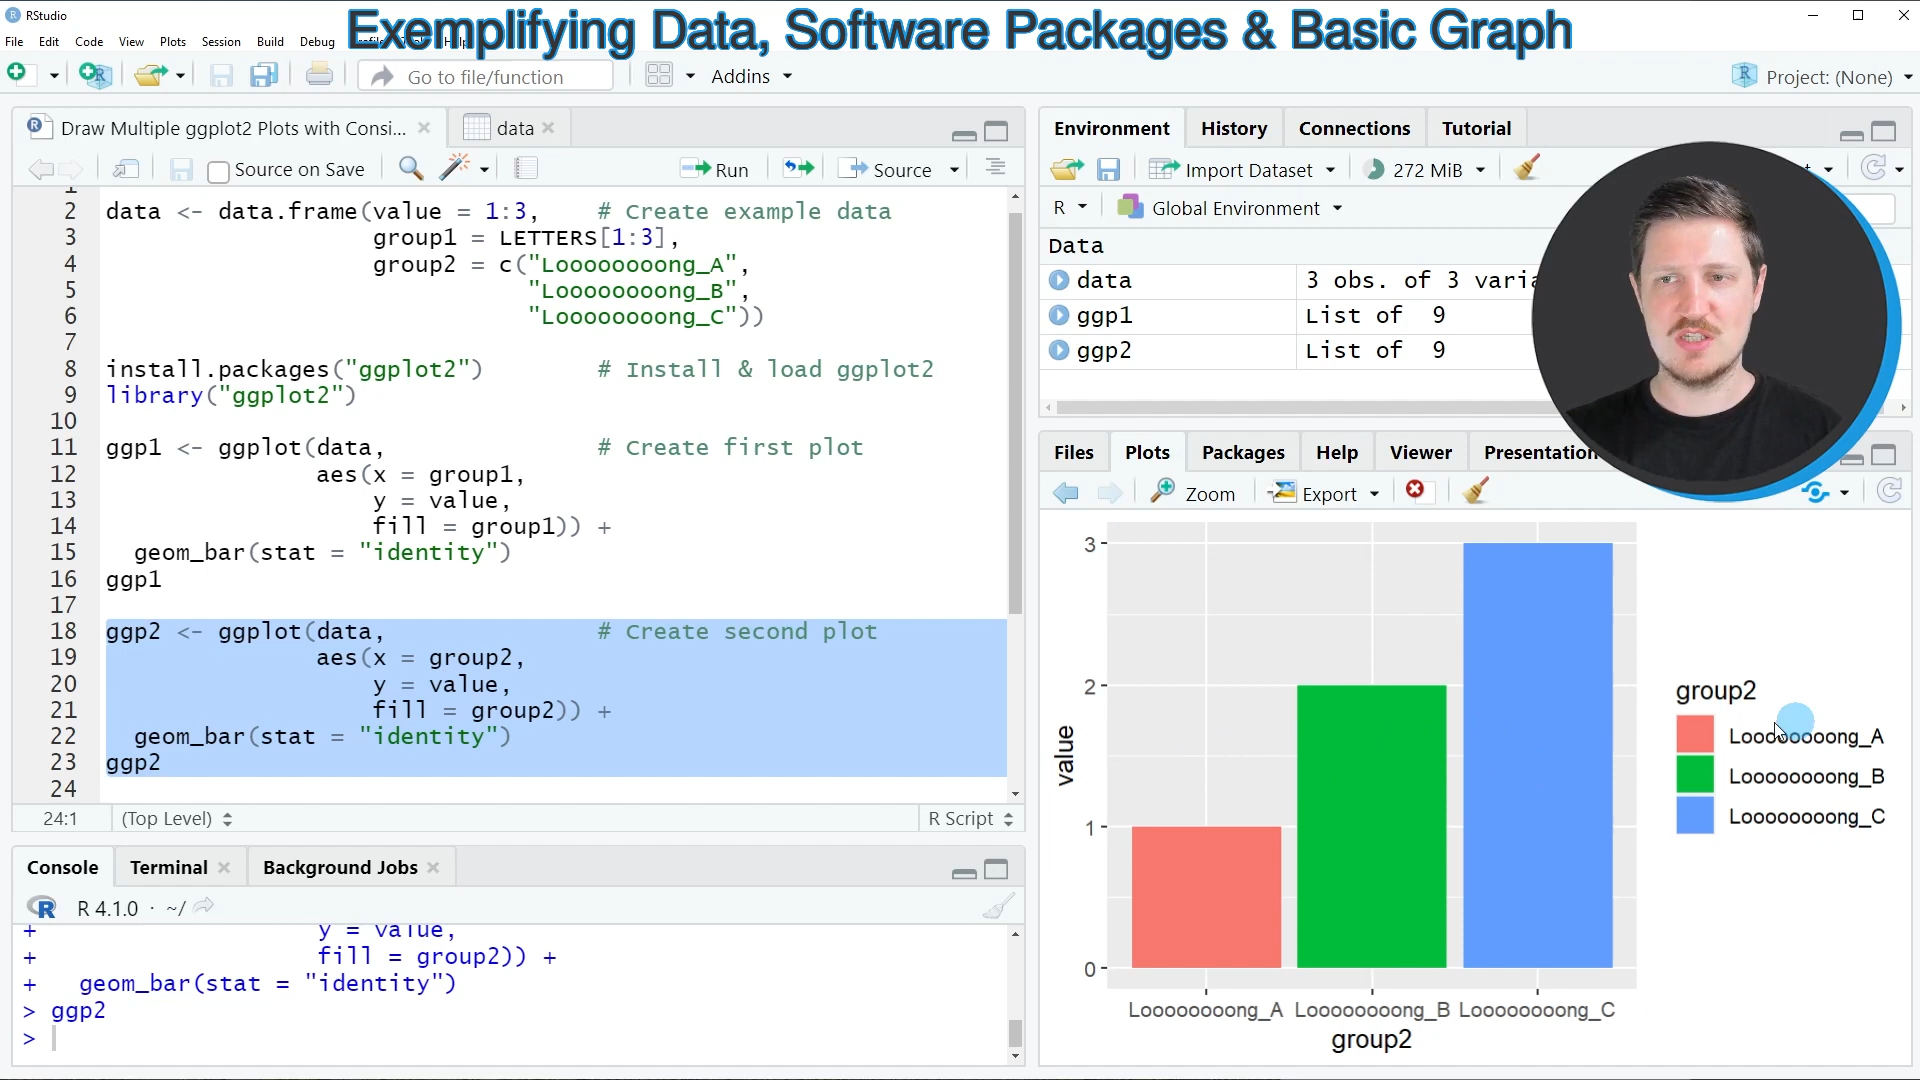 RStudio
Exemplifying Data, Software Packages & Basic Graph
File Edit Code View Plots Session Build Debug
Go to file/function
Addins
Project: (None)
Draw Multiple ggplot2 Plots with Consi...
data
Source on Save
Run
Source
1
2 data <- data.frame(value = 1:3, # Create example data
3 group1 = LETTERS[1:3],
4 group2 = c("Looooooooong_A",
5 "Looooooooong_B",
6 "Looooooooong_C"))
7
8 install.packages("ggplot2") # Install & load ggplot2
9 library("ggplot2")
10
11 ggp1 <- ggplot(data, # Create first plot
12 aes(x = group1,
13 y = value,
14 fill = group1)) +
15 geom_bar(stat = "identity")
16 ggp1
17
18 ggp2 <- ggplot(data, # Create second plot
19 aes(x = group2,
20 y = value,
21 fill = group2)) +
22 geom_bar(stat = "identity")
23 ggp2
24
24:1 (Top Level) R Script
Console Terminal Background Jobs
R 4.1.0 · ~/
+ y = value,
+ fill = group2)) +
+ geom_bar(stat = "identity")
> ggp2
>
Environment History Connections Tutorial
Import Dataset
272 MiB
R
Global Environment
Data
data 3 obs. of 3 varia
ggp1 List of 9
ggp2 List of 9
Files Plots Packages Help Viewer Presentation
Zoom
Export
3
2
1
0
value
Looooooooong_A Looooooooong_B Looooooooong_C
group2
group2
Looooooooong_A
Looooooooong_B
Looooooooong_C